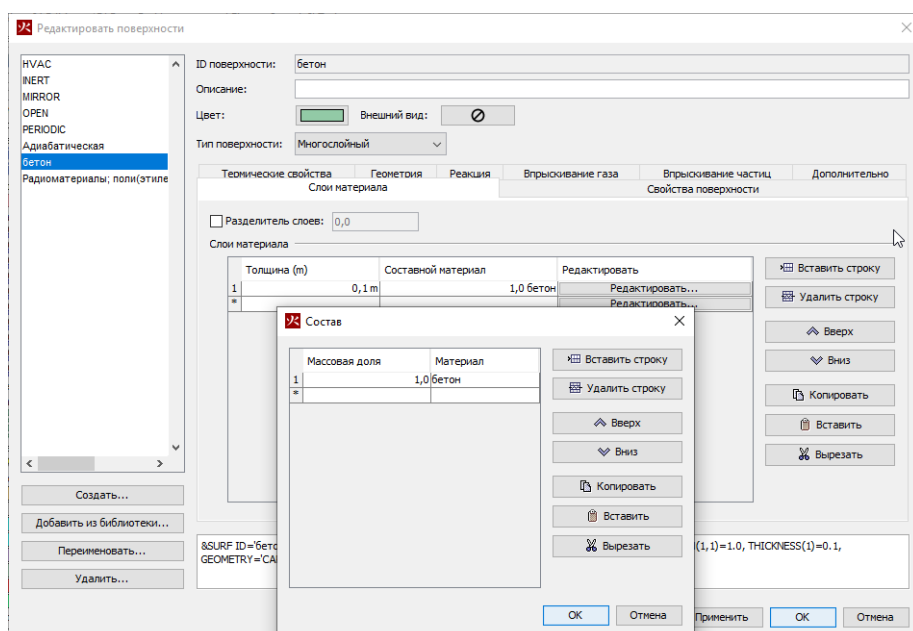 Редактировать поверхности
HVAC
INERT
MIRROR
OPEN
PERIODIC
Адиабатическая
бетон
Радиоматериалы; поли(этиле
Создать...
Добавить из библиотеки...
Переименовать...
Удалить...
ID поверхности: бетон
Описание:
Цвет: Внешний вид:
Тип поверхности: Многослойный
Термические свойства Геометрия Реакция Впрыскивание газа Впрыскивание частиц Дополнительно
Слои материала Свойства поверхности
Разделитель слоев: 0,0
Слои материала
Толщина (m) Составной материал Редактировать
1 0,1 m 1,0 бетон Редактировать...
* Редактировать...
Вставить строку
Удалить строку
Вверх
Вниз
Копировать
Вставить
Вырезать
Состав
Массовая доля Материал
1 1,0 бетон
*
Вставить строку
Удалить строку
Вверх
Вниз
Копировать
Вставить
Вырезать
OK Отмена
&SURF ID='бето (1,1)=1.0, THICKNESS(1)=0.1,
GEOMETRY='CA
Применить OK Отмена